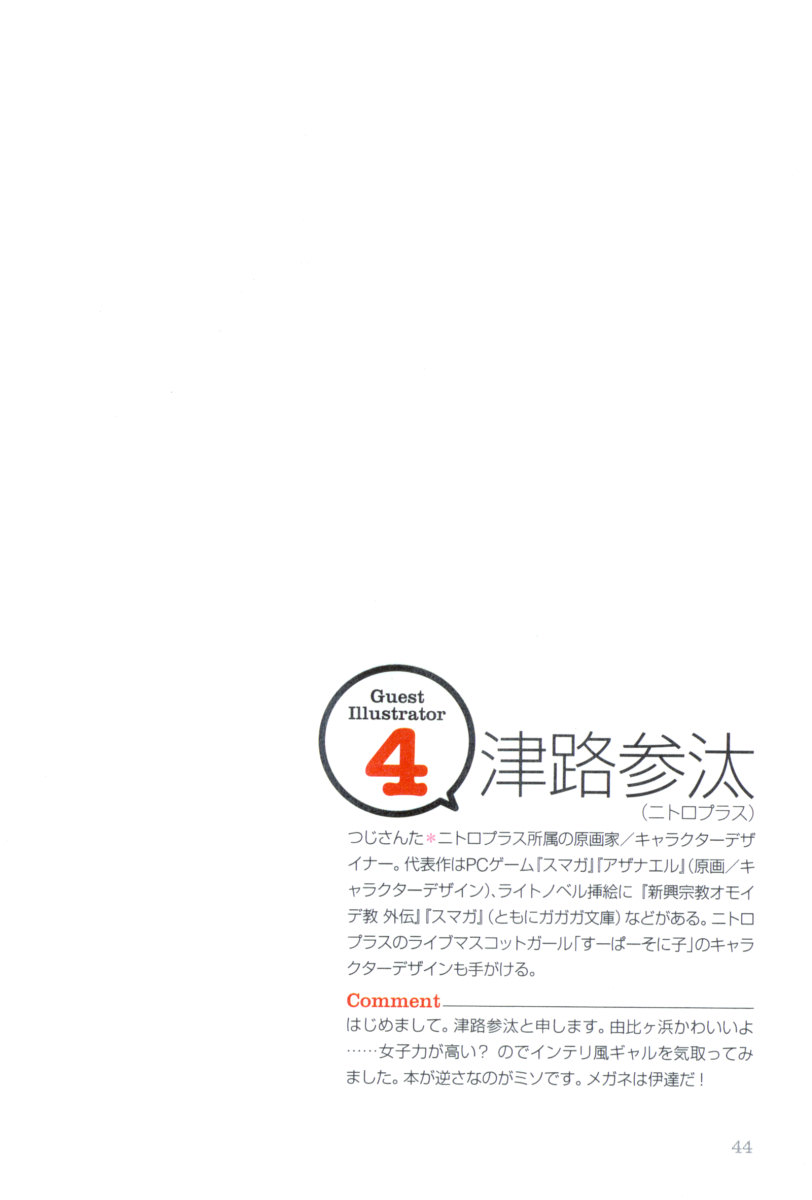 Guest
Illustrator
4
津路参汰
（ニトロプラス）
つじさんた＊ニトロプラス所属の原画家／キャラクターデザ
イナー。代表作はPCゲーム『スマガ』『アザナエル』（原画／キ
ャラクターデザイン）、ライトノベル挿絵に『新興宗教オモイ
デ教 外伝』『スマガ』（ともにガガガ文庫）などがある。ニトロ
プラスのライブマスコットガール「すーぱーそに子」のキャラ
クターデザインも手がける。
Comment
はじめまして。津路参汰と申します。由比ヶ浜かわいいよ
……女子力が高い？ のでインテリ風ギャルを気取ってみ
ました。本が逆さなのがミソです。メガネは伊達だ！
44